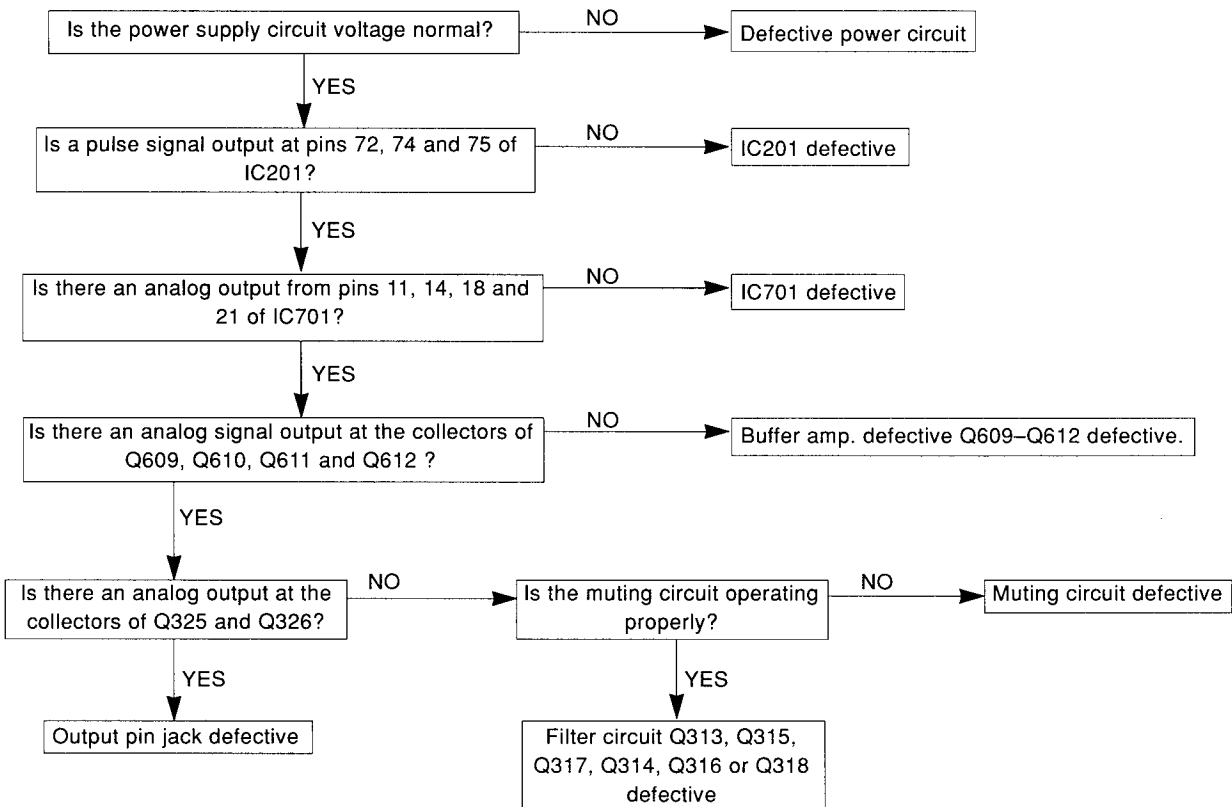 Is the power supply circuit voltage normal?
NO
Defective power circuit
YES
Is a pulse signal output at pins 72, 74 and 75 of
IC201?
NO
IC201 defective
YES
Is there an analog output from pins 11, 14, 18 and
21 of IC701?
NO
IC701 defective
YES
Is there an analog signal output at the collectors of
Q609, Q610, Q611 and Q612 ?
NO
Buffer amp. defective Q609–Q612 defective.
YES
Is there an analog output at the
collectors of Q325 and Q326?
NO
Is the muting circuit operating
properly?
NO
Muting circuit defective
YES
Output pin jack defective
YES
Filter circuit Q313, Q315,
Q317, Q314, Q316 or Q318
defective